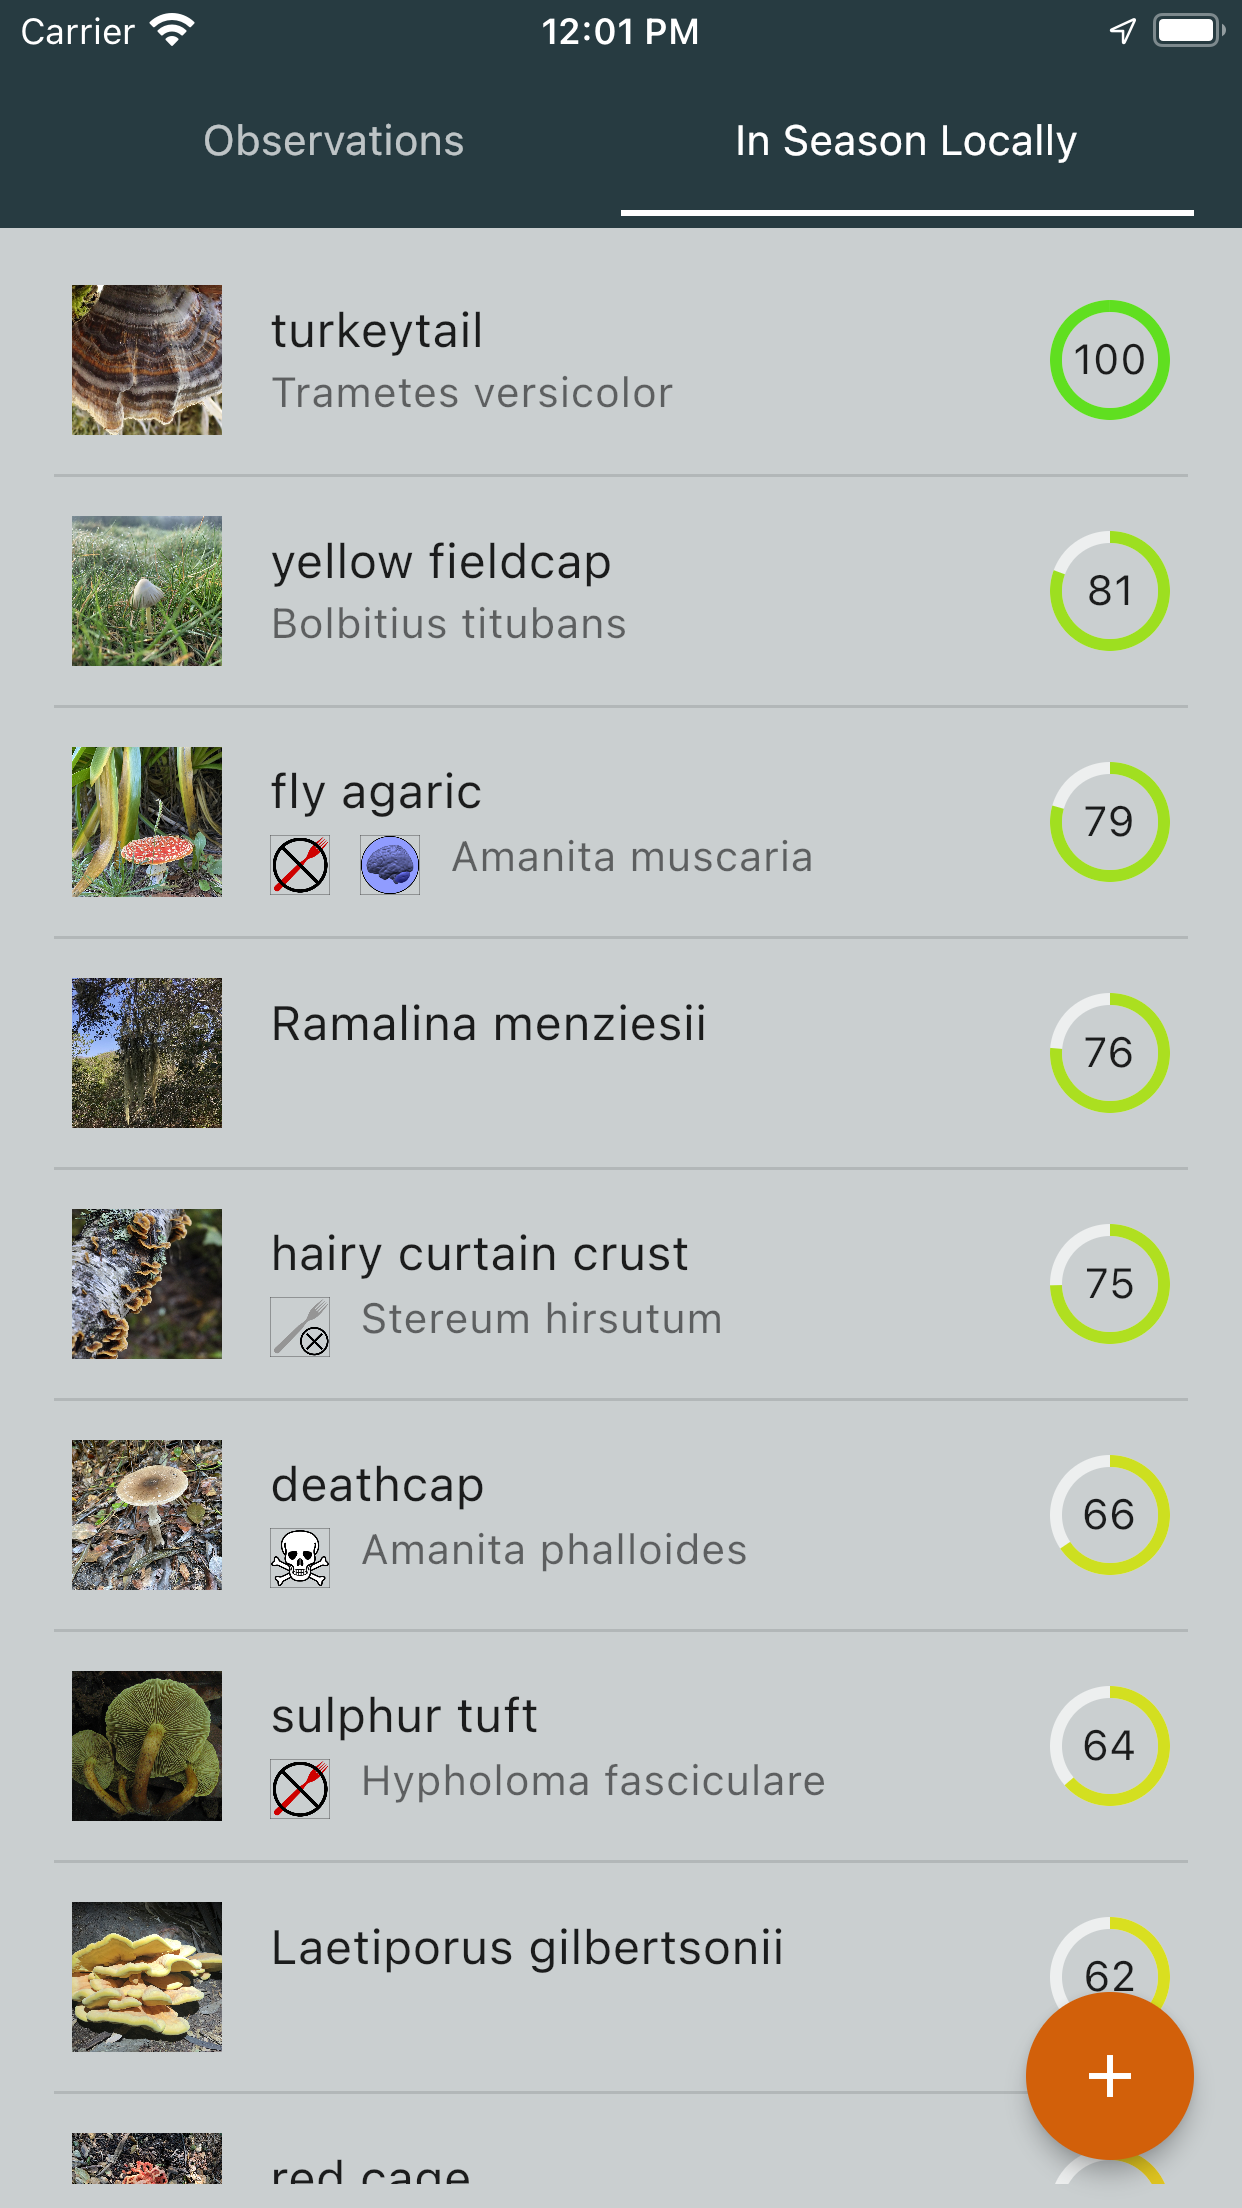 Carrier
12:01 PM
Observations
In Season Locally
turkeytail
Trametes versicolor
100
yellow fieldcap
Bolbitius titubans
81
fly agaric
Amanita muscaria
79
Ramalina menziesii
76
hairy curtain crust
Stereum hirsutum
75
deathcap
Amanita phalloides
66
sulphur tuft
Hypholoma fasciculare
64
Laetiporus gilbertsonii
62
+
red cage